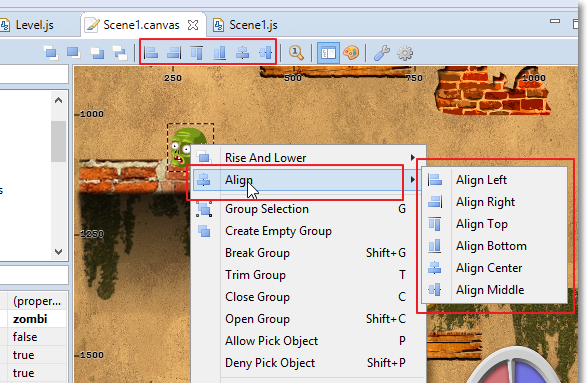 Level.js
Scene1.canvas
Scene1.js
250
500
750
1000
1000
Rise And Lower
Align
Group Selection G
Create Empty Group
Break Group Shift+G
Trim Group T
Close Group C
Open Group Shift+C
Allow Pick Object P
Deny Pick Object Shift+P
Align Left
Align Right
Align Top
Align Bottom
Align Center
Align Middle
1250
1500
s
(proper...
zombi
false
true
true